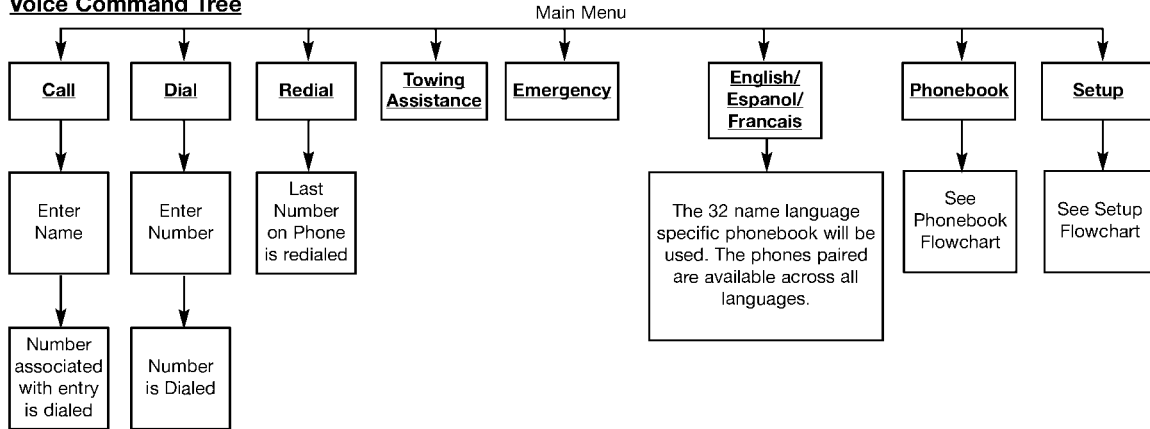 Voice Command Tree
Main Menu
Call
Dial
Redial
Towing
Assistance
Emergency
English/
Espanol/
Francais
Phonebook
Setup
Enter
Name
Enter
Number
Last
Number
on Phone
is redialed
The 32 name language
specific phonebook will be
used. The phones paired
are available across all
languages.
See
Phonebook
Flowchart
See Setup
Flowchart
Number
associated
with entry
is dialed
Number
is Dialed